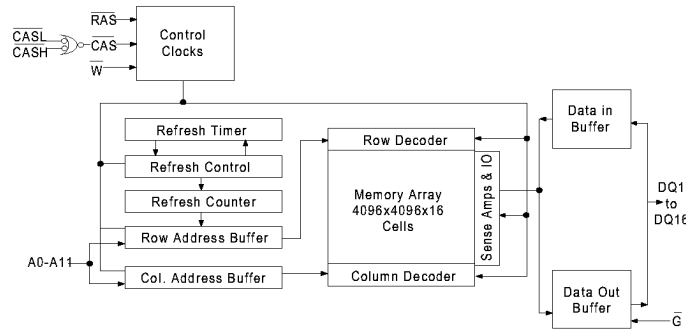 RAS
CASL
CASH
CAS
W
Control
Clocks
Refresh Timer
Refresh Control
Refresh Counter
Row Address Buffer
Col. Address Buffer
A0-A11
Row Decoder
Memory Array
4096x4096x16
Cells
Column Decoder
Sense Amps & IO
Data in
Buffer
DQ1
to
DQ16
Data Out
Buffer
G